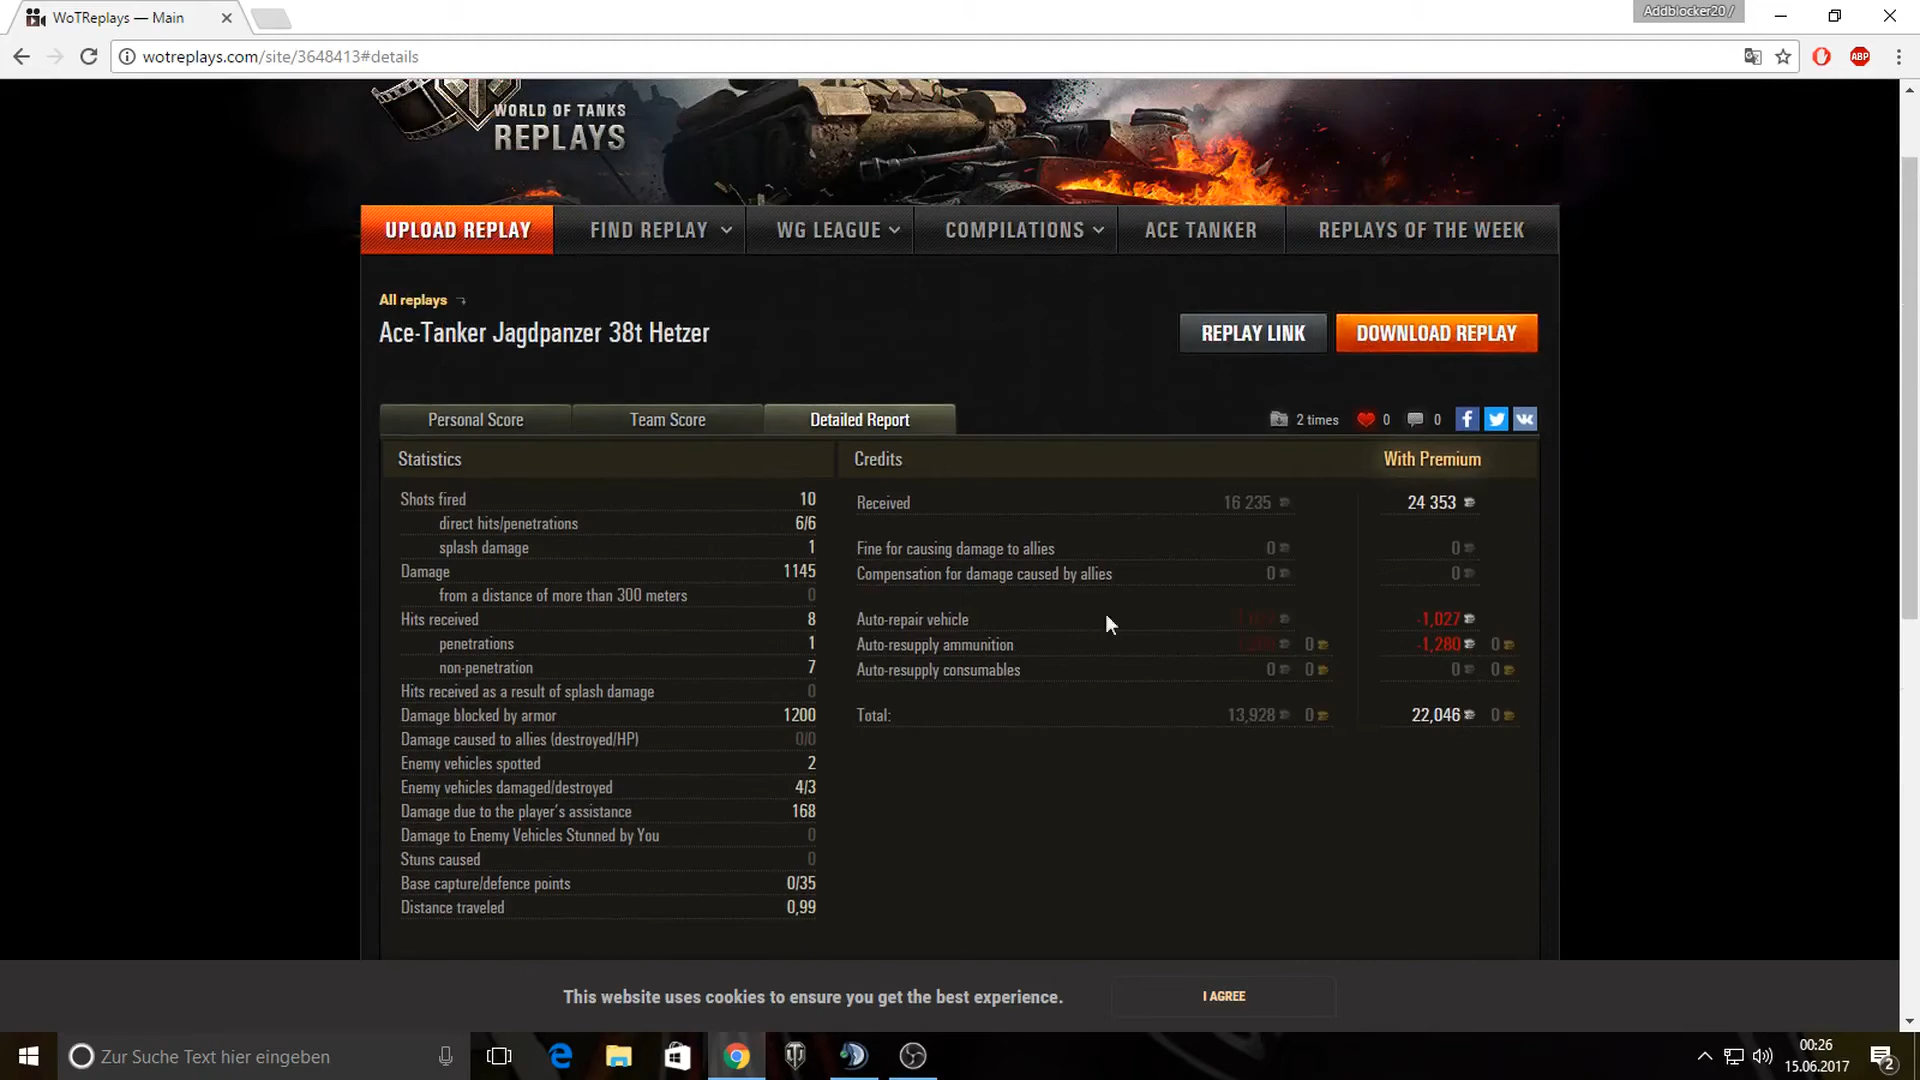 WoTReplays — Main
Addblocker20 /
wotreplays.com/site/3648413#details
ABP
WORLD OF TANKS
REPLAYS
UPLOAD REPLAY
FIND REPLAY
WG LEAGUE
COMPILATIONS
ACE TANKER
REPLAYS OF THE WEEK
All replays
Ace-Tanker Jagdpanzer 38t Hetzer
REPLAY LINK
DOWNLOAD REPLAY
Personal Score
Team Score
Detailed Report
2 times
0
0
Statistics
Credits
With Premium
Shots fired 10
direct hits/penetrations 6/6
splash damage 1
Damage 1145
from a distance of more than 300 meters 0
Hits received 8
penetrations 1
non-penetration 7
Hits received as a result of splash damage 0
Damage blocked by armor 1200
Damage caused to allies (destroyed/HP) 0/0
Enemy vehicles spotted 2
Enemy vehicles damaged/destroyed 4/3
Damage due to the player's assistance 168
Damage to Enemy Vehicles Stunned by You 0
Stuns caused 0
Base capture/defence points 0/35
Distance traveled 0,99
Received 16 235 24 353
Fine for causing damage to allies 0 0
Compensation for damage caused by allies 0 0
Auto-repair vehicle -1,027
Auto-resupply ammunition 0 -1,280 0
Auto-resupply consumables 0 0 0 0
Total: 13,928 0 22,046 0
This website uses cookies to ensure you get the best experience.
I AGREE
Zur Suche Text hier eingeben
00:26
15.06.2017
2